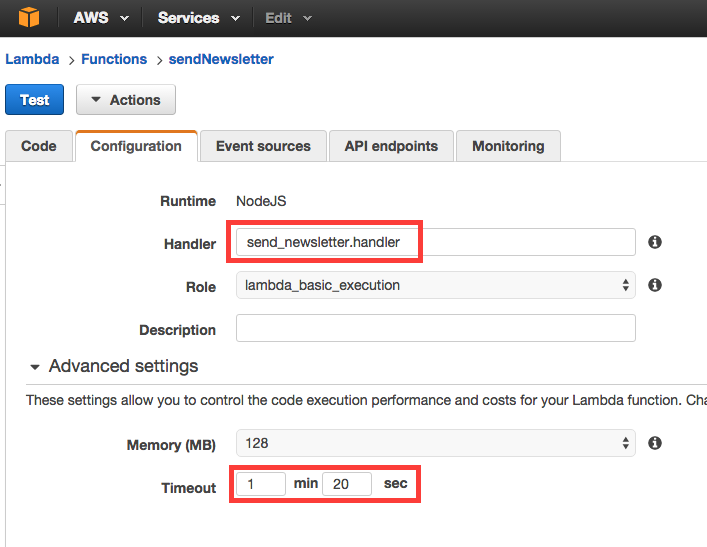 AWS Services Edit
Lambda > Functions > sendNewsletter
Test Actions
Code Configuration Event sources API endpoints Monitoring
Runtime NodeJS
Handler send_newsletter.handler
Role lambda_basic_execution
Description
Advanced settings
These settings allow you to control the code execution performance and costs for your Lambda function. Cha
Memory (MB) 128
Timeout 1 min 20 sec